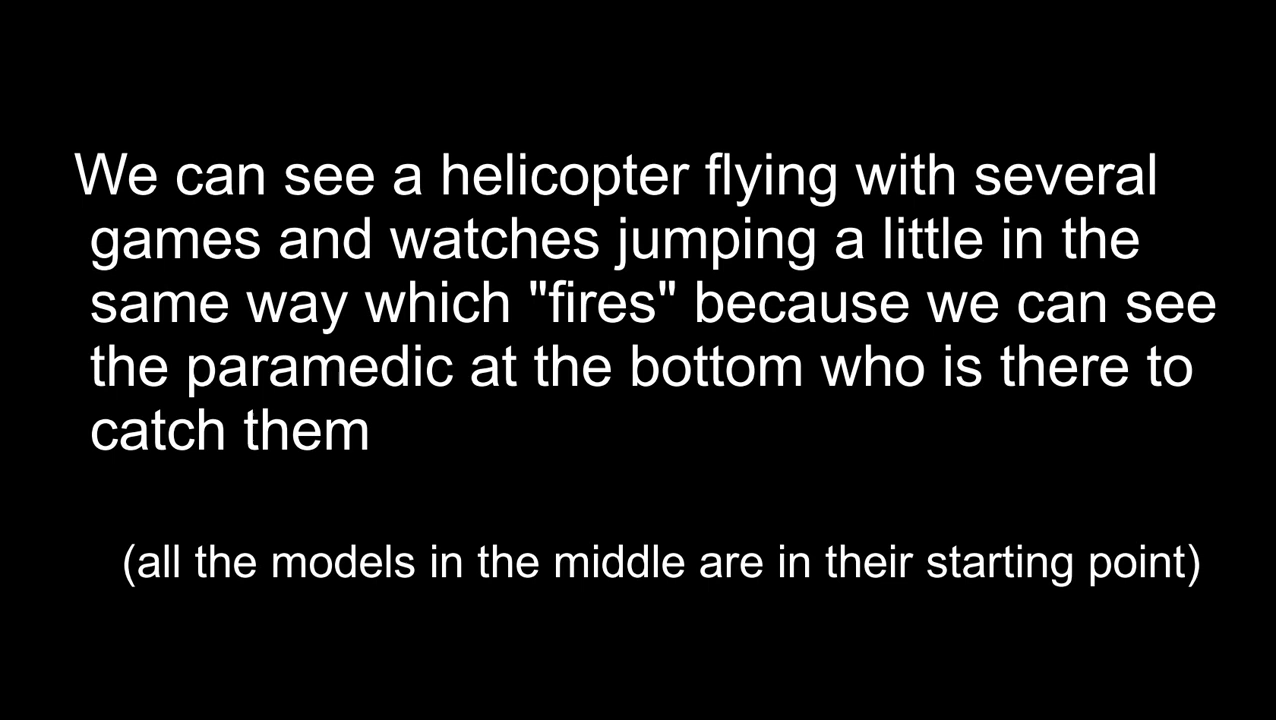 We can see a helicopter flying with several
games and watches jumping a little in the
same way which "fires" because we can see
the paramedic at the bottom who is there to
catch them
(all the models in the middle are in their starting point)